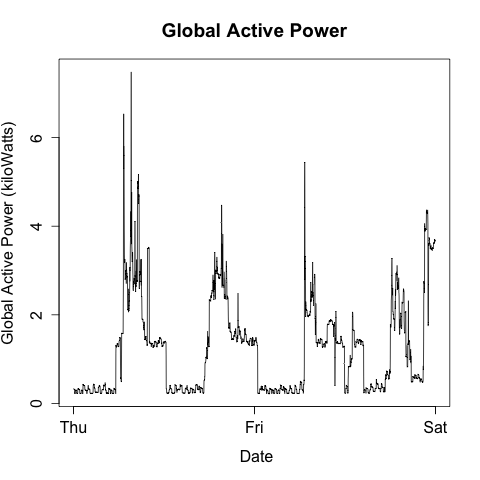 Global Active Power
Global Active Power (kiloWatts)
6
4
2
0
Thu
Fri
Sat
Date